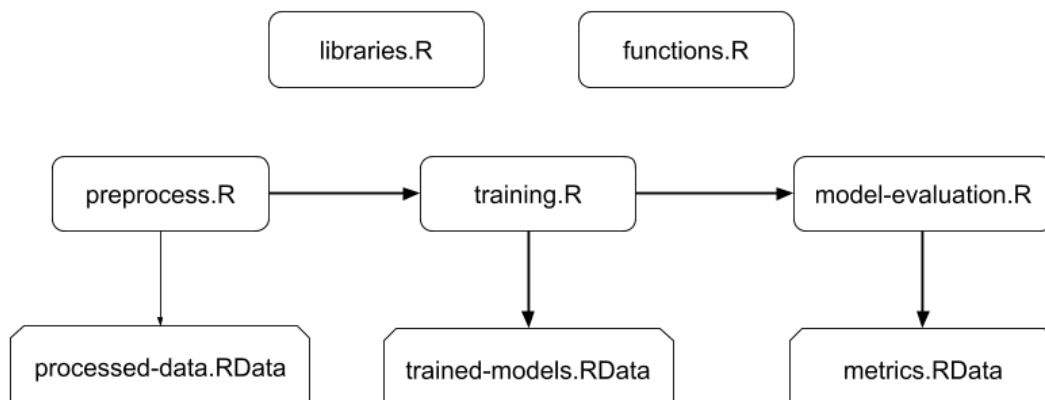 libraries.R
functions.R
preprocess.R
training.R
model-evaluation.R
processed-data.RData
trained-models.RData
metrics.RData